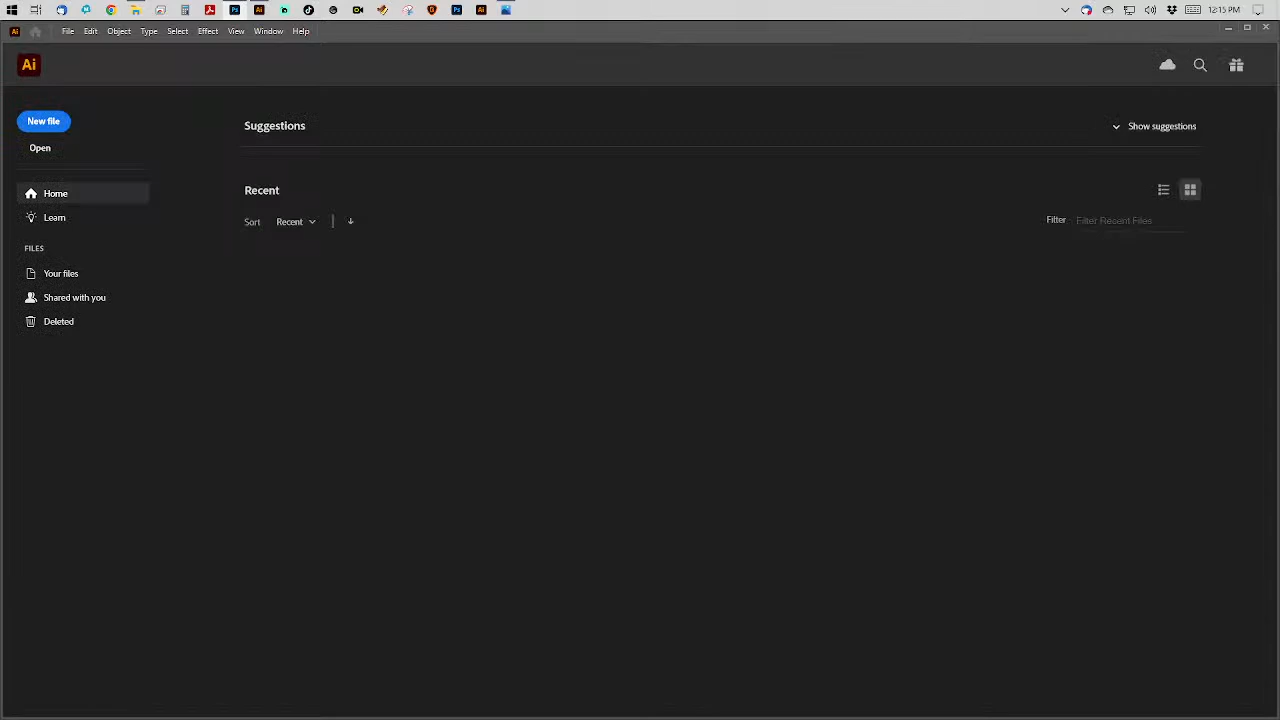 12:15 PM
Ai File Edit Object Type Select Effect View Window Help
Ai
New file
Open
Home
Learn
FILES
Your files
Shared with you
Deleted
Suggestions
Show suggestions
Recent
Sort Recent
Filter Filter Recent Files